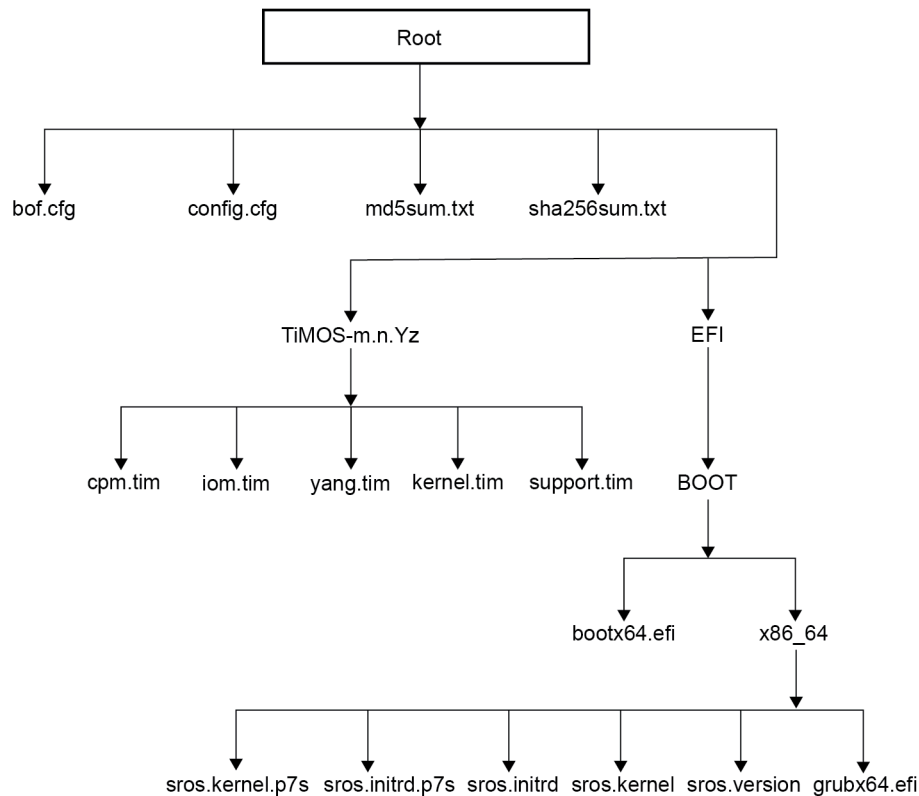 Root
bof.cfg
config.cfg
md5sum.txt
sha256sum.txt
TiMOS-m.n.Yz
EFI
cpm.tim
iom.tim
yang.tim
kernel.tim
support.tim
BOOT
bootx64.efi
x86_64
sros.kernel.p7s
sros.initrd.p7s
sros.initrd
sros.kernel
sros.version
grubx64.efi